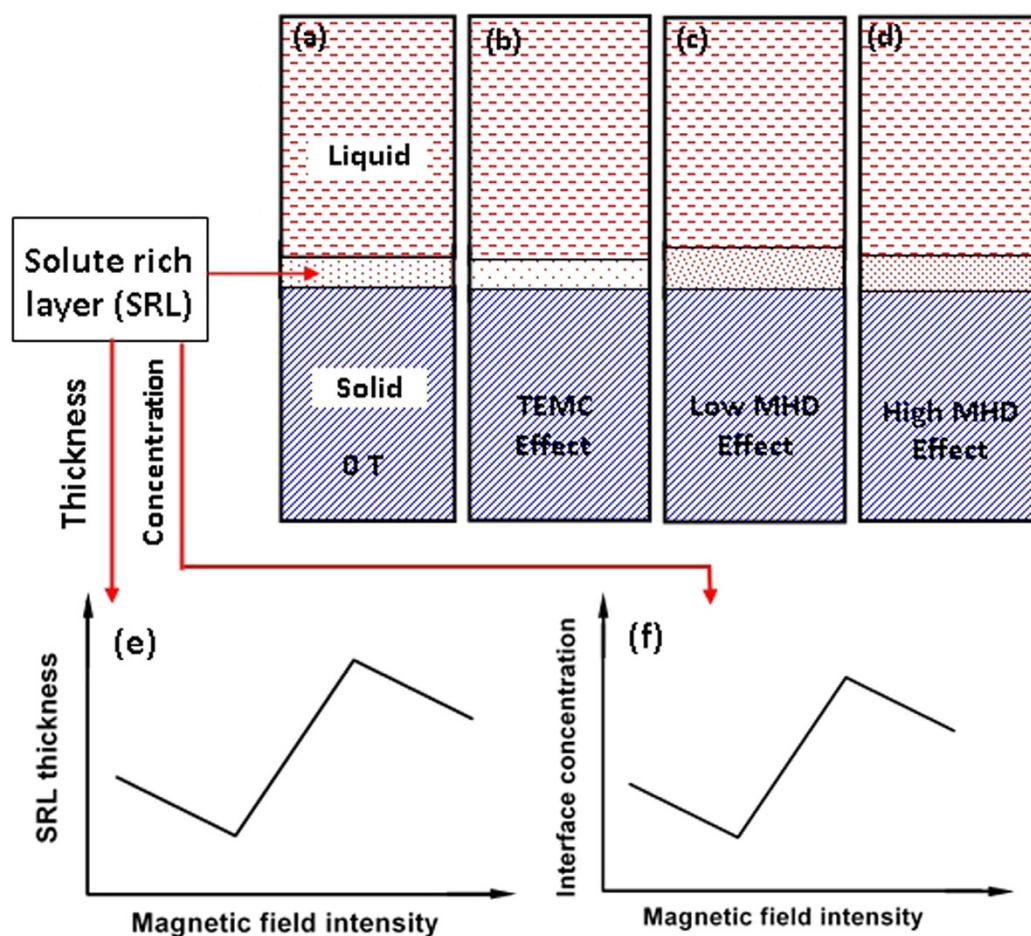 (a)
(b)
(c)
(d)
Liquid
Solute rich
layer (SRL)
Solid
0 T
TEMC
Effect
Low MHD
Effect
High MHD
Effect
Thickness
Concentration
(e)
SRL thickness
Magnetic field intensity
(f)
Interface concentration
Magnetic field intensity